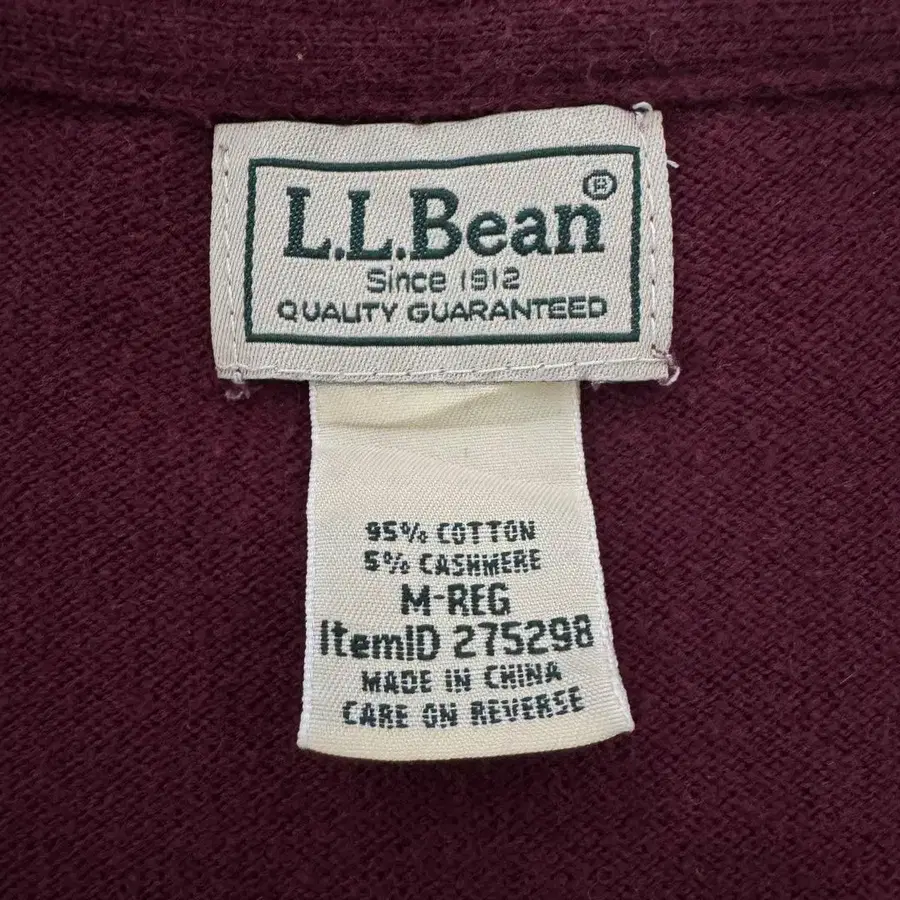 L.L.Bean®
Since 1912
QUALITY GUARANTEED
95% COTTON
5% CASHMERE
M-REG
ItemID 275298
MADE IN CHINA
CARE ON REVERSE